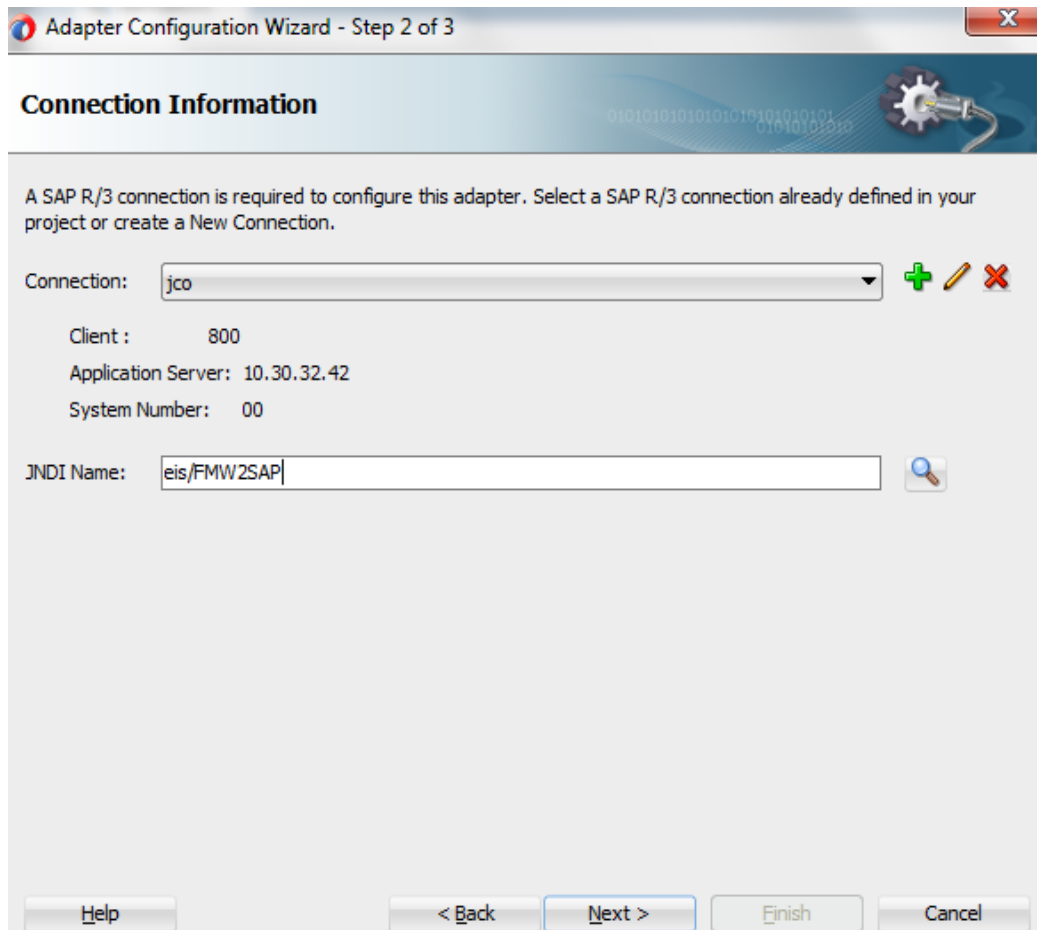 Adapter Configuration Wizard - Step 2 of 3
Connection Information
A SAP R/3 connection is required to configure this adapter. Select a SAP R/3 connection already defined in your
project or create a New Connection.
Connection: jco
Client : 800
Application Server: 10.30.32.42
System Number: 00
JNDI Name: eis/FMW2SAP
Help < Back Next > Finish Cancel